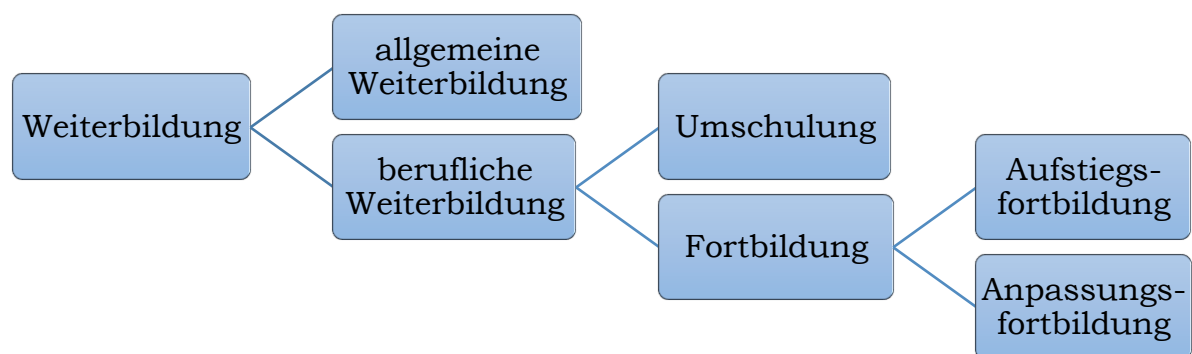 Weiterbildung
allgemeine
Weiterbildung
berufliche
Weiterbildung
Umschulung
Fortbildung
Aufstiegs-
fortbildung
Anpassungs-
fortbildung